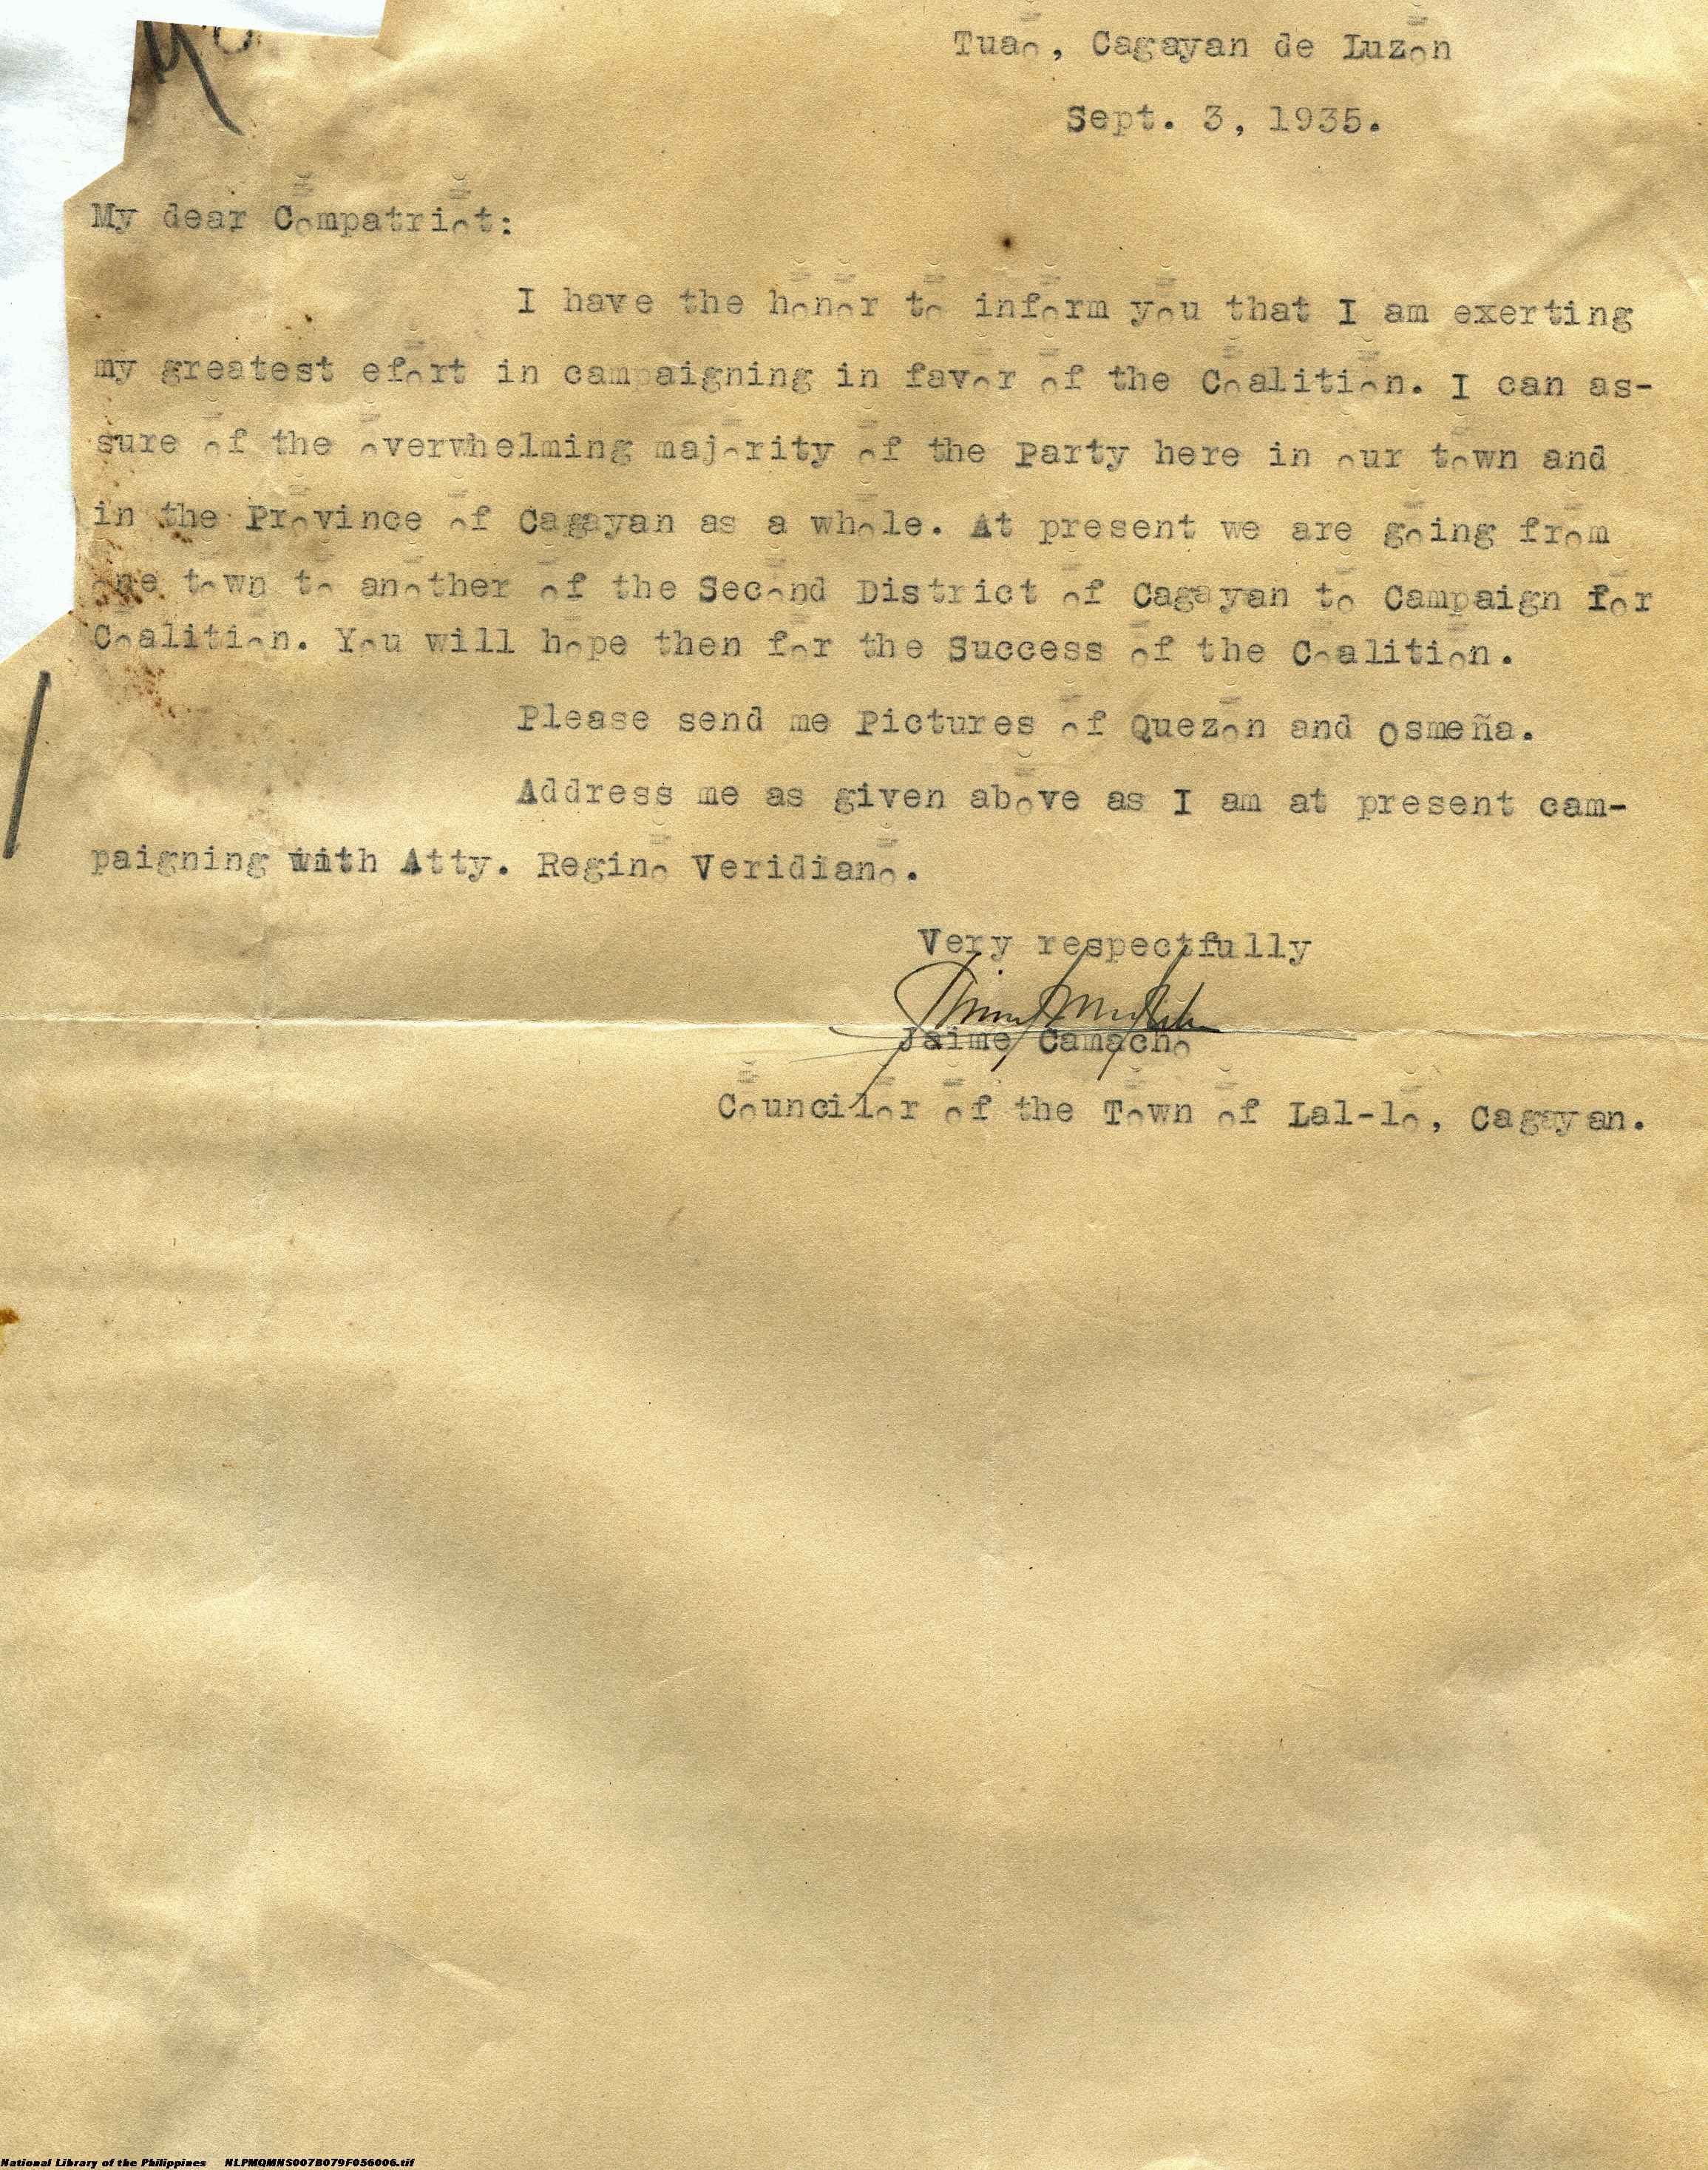 Tuao, Cagayan de Luzon
Sept. 3, 1935.
My dear Compatriot:
I have the honor to inform you that I am exerting
my greatest efort in campaigning in favor of the Coalition. I can as-
sure of the overwhelming majority of the Party here in our town and
in the Province of Cagayan as a whole. At present we are going from
one town to another of the Second District of Cagayan to Campaign for
Coalition. You will hope then for the Success of the Coalition.
Please send me Pictures of Quezon and Osmeña.
Address me as given above as I am at present cam-
paigning with Atty. Regino Veridiano.
Very respectfully
Jaime Camacho
Councilor of the Town of Lal-lo, Cagayan.
National Library of the Philippines NLPMQMNS007B079F056006.tif